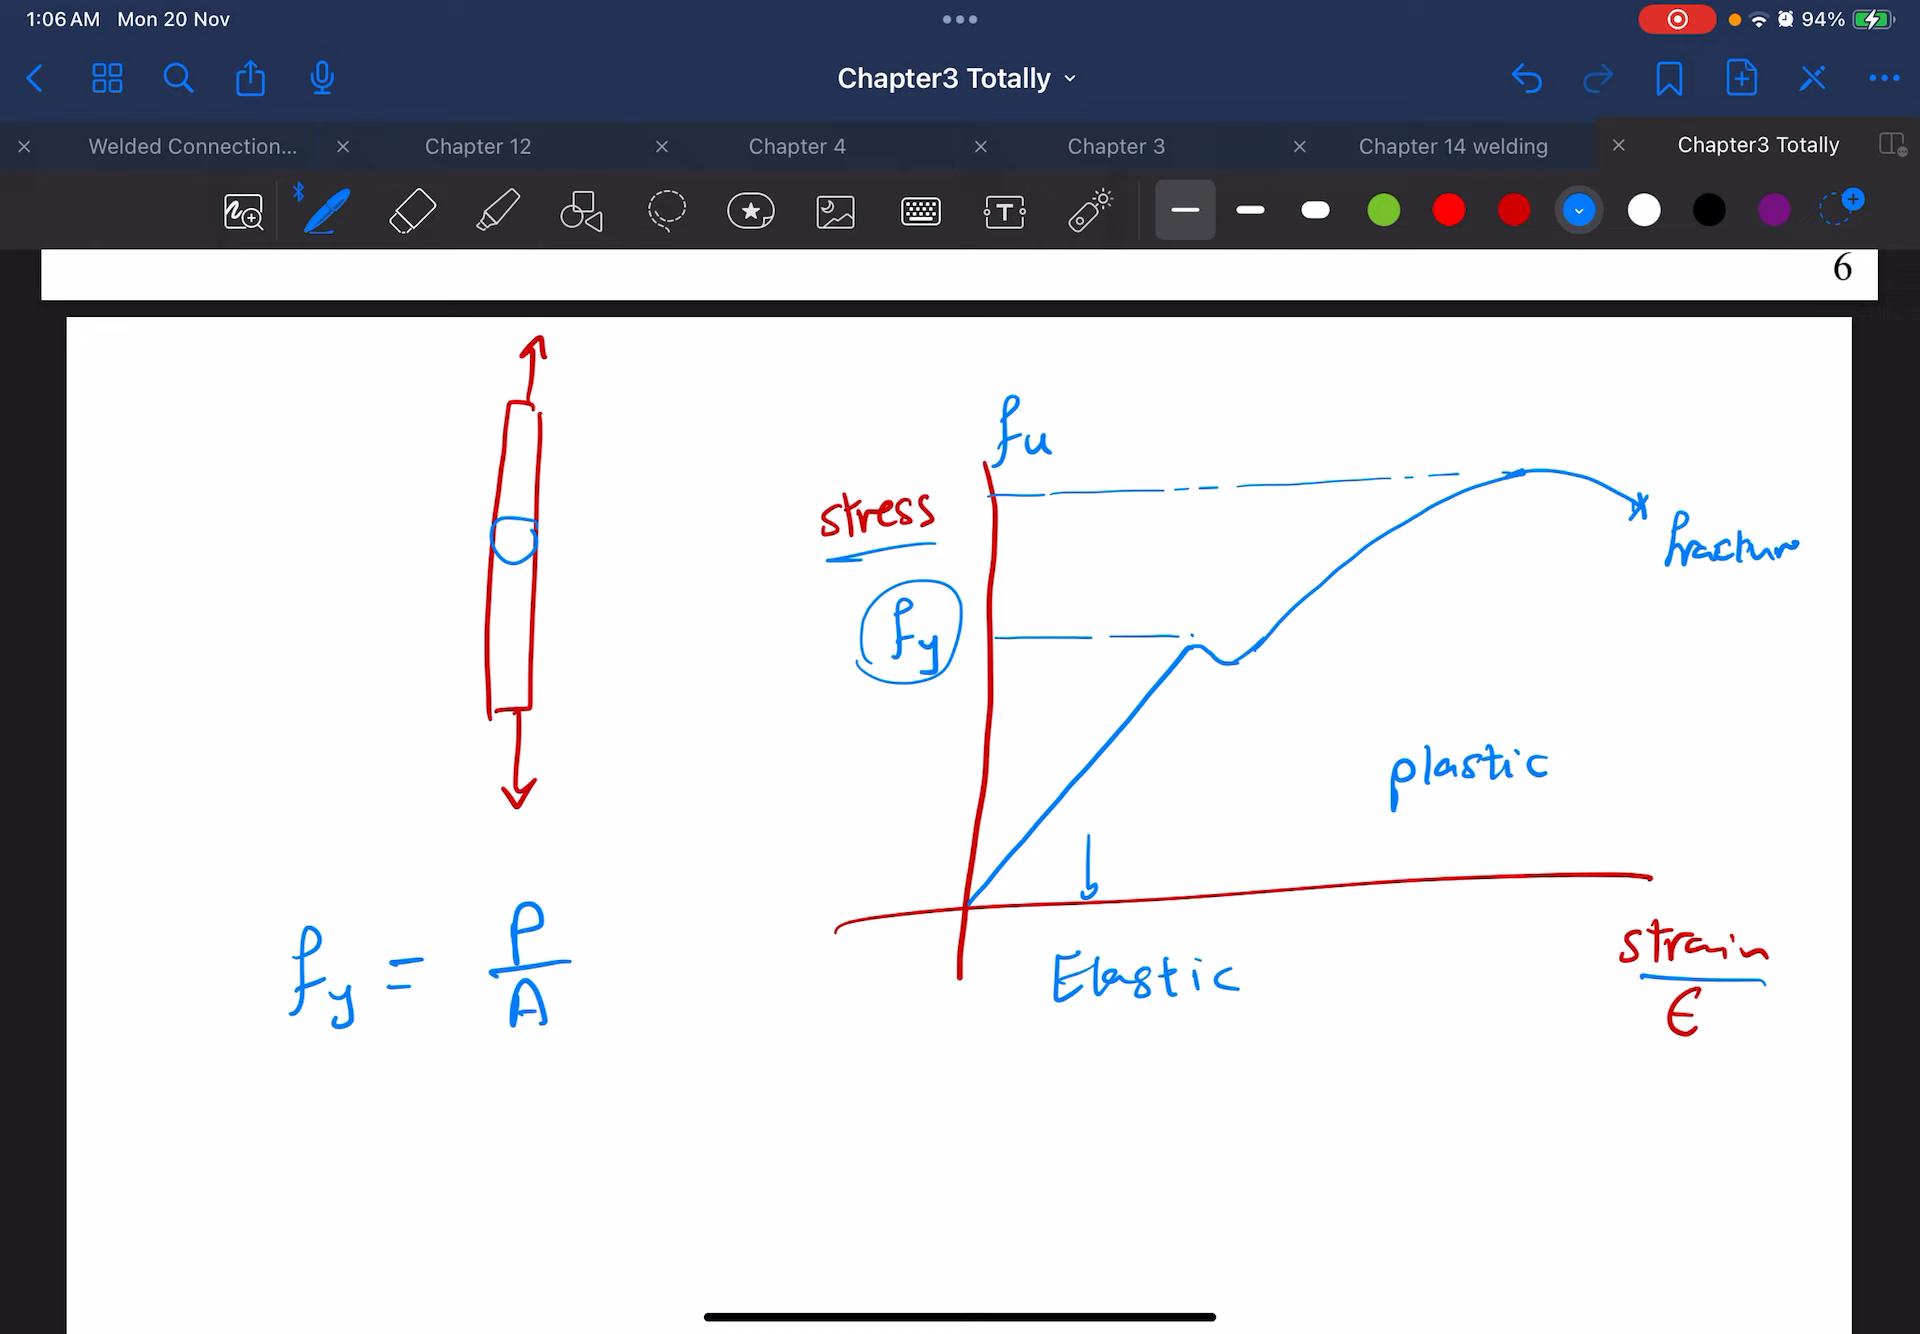 1:06 AM Mon 20 Nov
94%
Chapter3 Totally
Welded Connection...
Chapter 12
Chapter 4
Chapter 3
Chapter 14 welding
Chapter3 Totally
T
6
fu
stress
fy
fracture
plastic
Elastic
strain
ϵ
fy = P
A